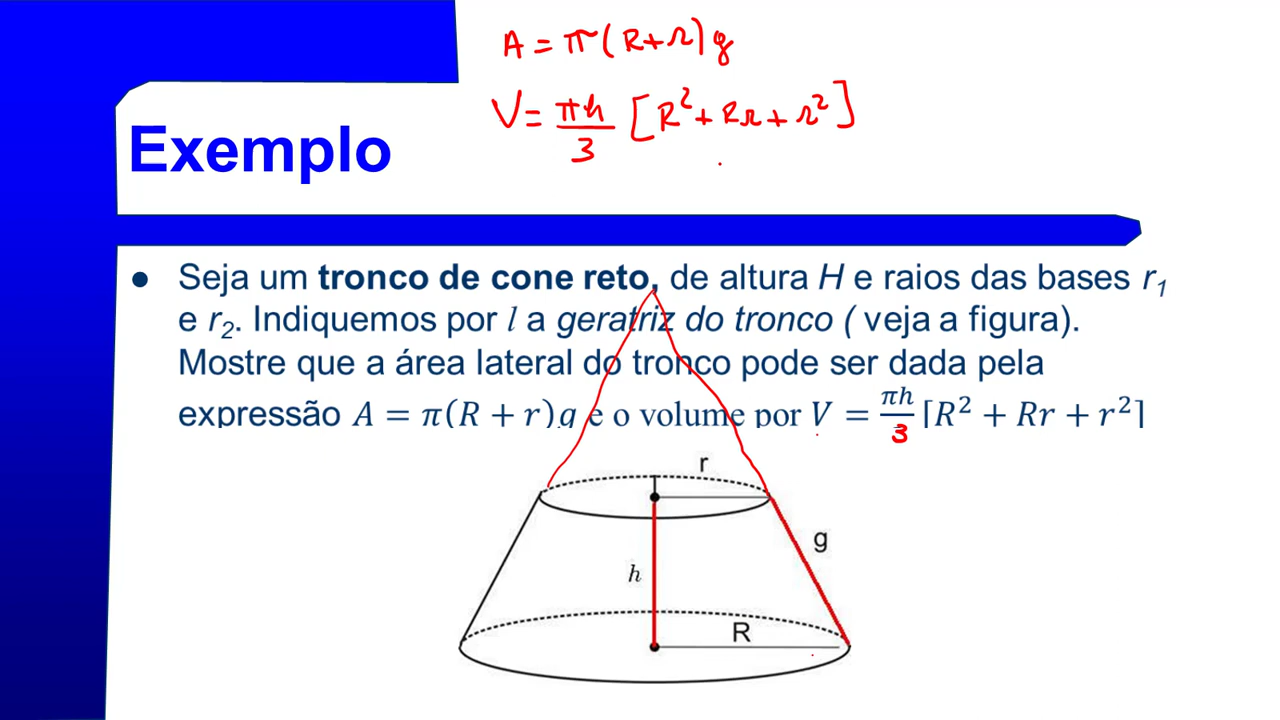 A = π(R+r)g
V = πh/3 [R² + Rr + r²]
Exemplo
● Seja um tronco de cone reto, de altura H e raios das bases r₁
e r₂. Indiquemos por l a geratriz do tronco ( veja a figura).
Mostre que a área lateral do tronco pode ser dada pela
expressão A = π(R + r)g e o volume por V = πh/3 [R² + Rr + r²]
r
g
h
R